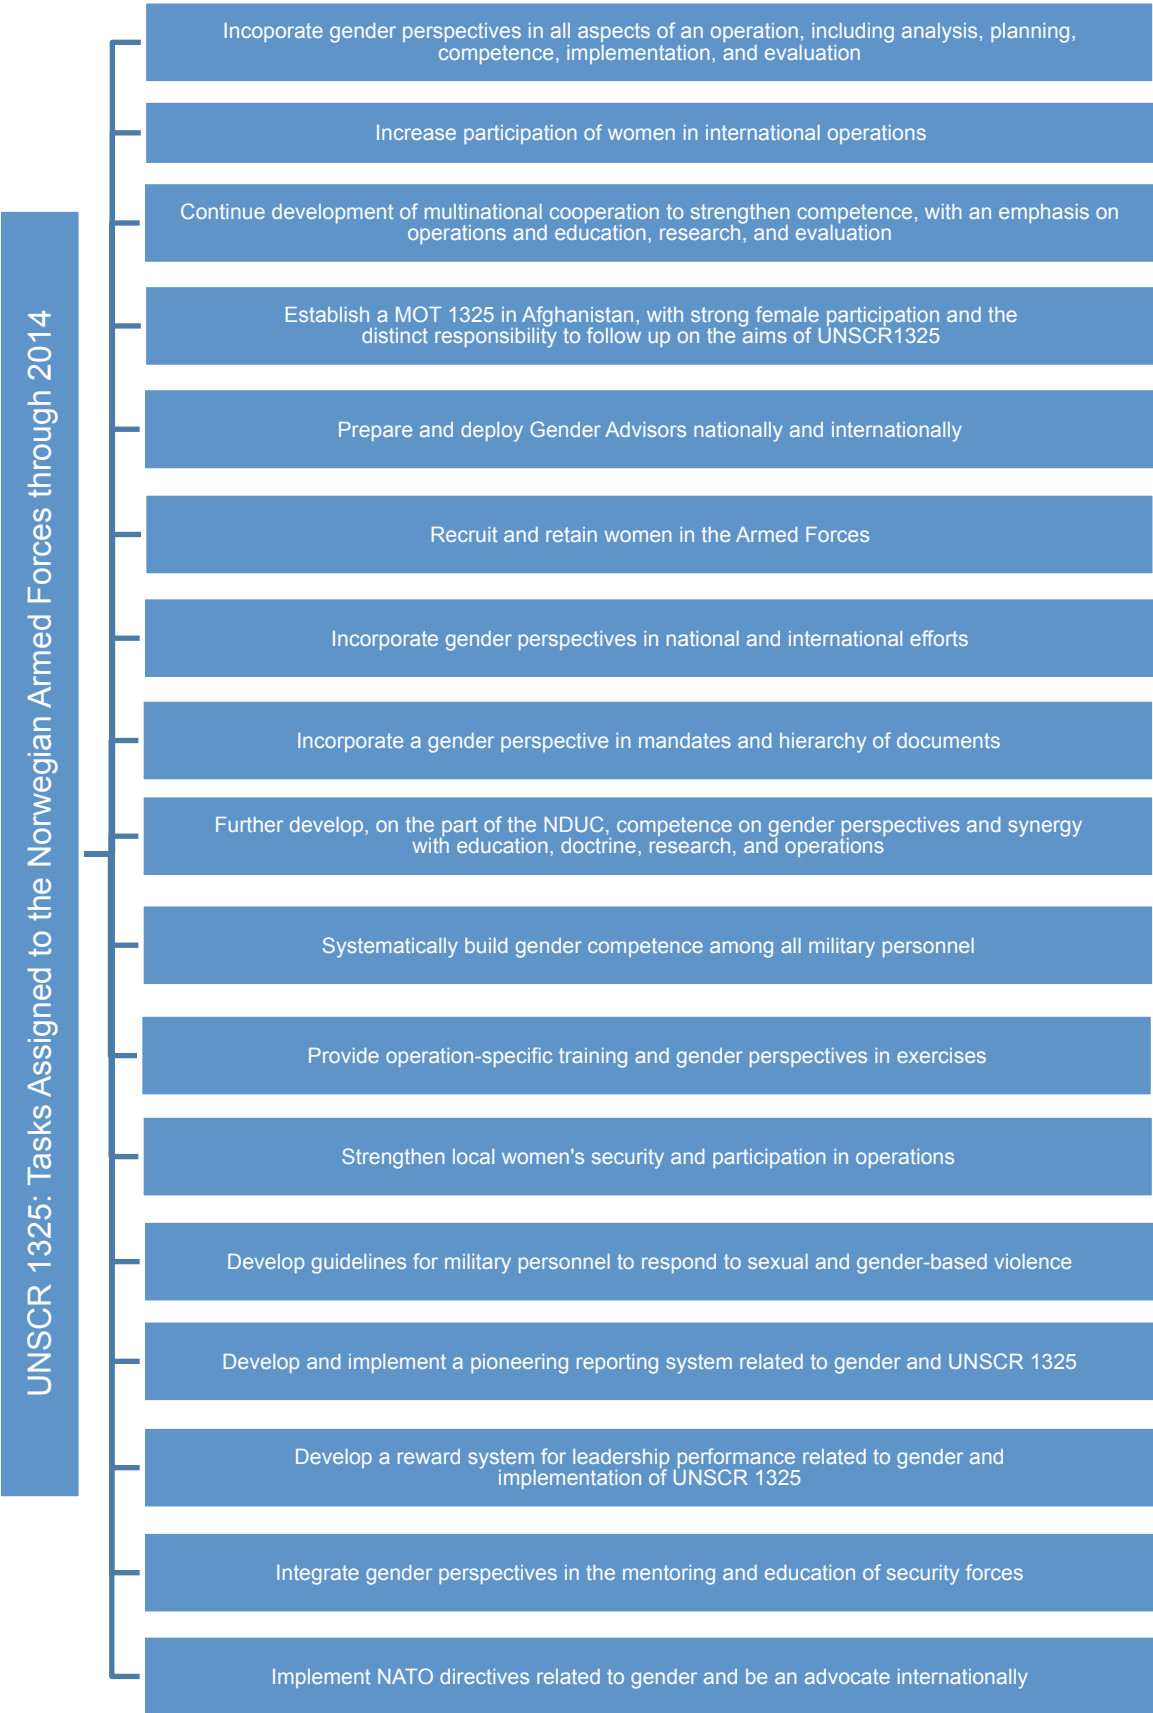 UNSCR 1325: Tasks Assigned to the Norwegian Armed Forces through 2014
Incoporate gender perspectives in all aspects of an operation, including analysis, planning,
competence, implementation, and evaluation
Increase participation of women in international operations
Continue development of multinational cooperation to strengthen competence, with an emphasis on
operations and education, research, and evaluation
Establish a MOT 1325 in Afghanistan, with strong female participation and the
distinct responsibility to follow up on the aims of UNSCR1325
Prepare and deploy Gender Advisors nationally and internationally
Recruit and retain women in the Armed Forces
Incorporate gender perspectives in national and international efforts
Incorporate a gender perspective in mandates and hierarchy of documents
Further develop, on the part of the NDUC, competence on gender perspectives and synergy
with education, doctrine, research, and operations
Systematically build gender competence among all military personnel
Provide operation-specific training and gender perspectives in exercises
Strengthen local women's security and participation in operations
Develop guidelines for military personnel to respond to sexual and gender-based violence
Develop and implement a pioneering reporting system related to gender and UNSCR 1325
Develop a reward system for leadership performance related to gender and
implementation of UNSCR 1325
Integrate gender perspectives in the mentoring and education of security forces
Implement NATO directives related to gender and be an advocate internationally